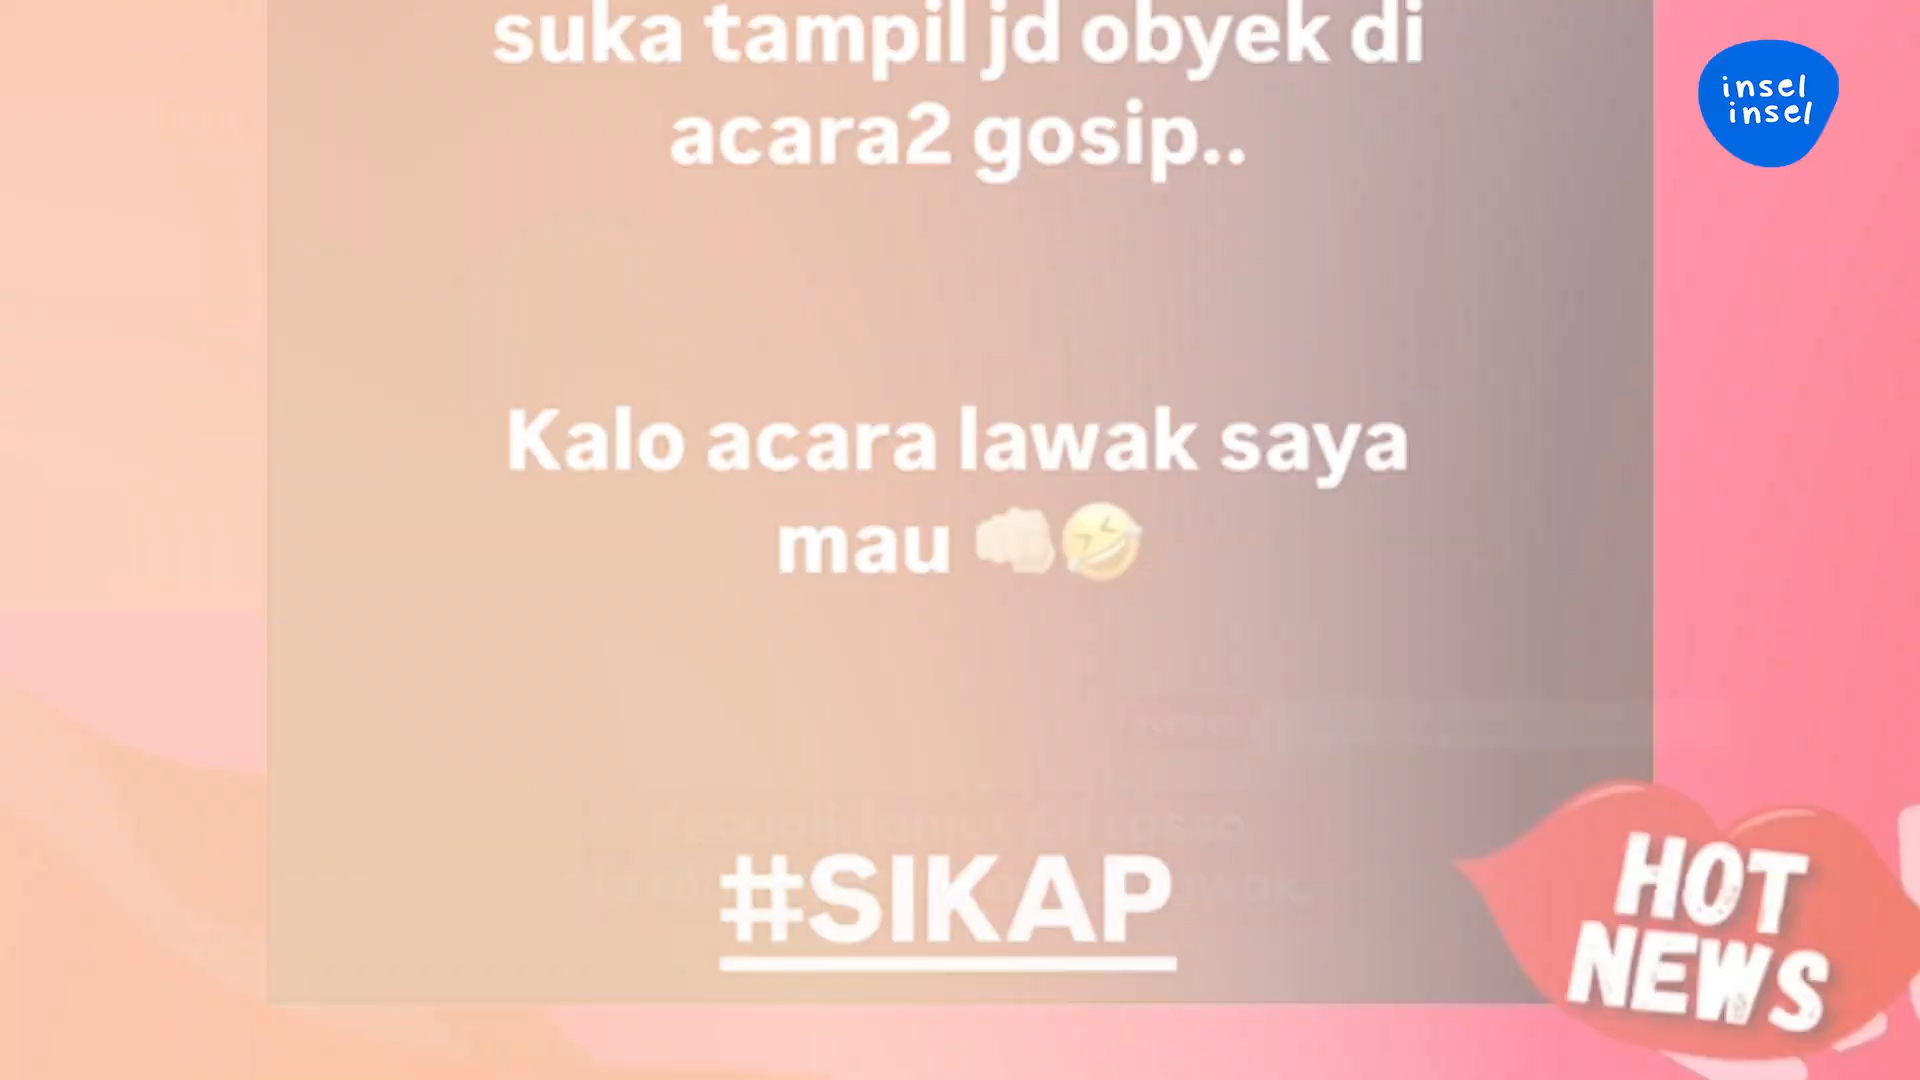 suka tampil jd obyek di
acara2 gosip..
insel
insel
Kalo acara lawak saya
mau 👊🏻🤣
#SIKAP
HOT
NEWS